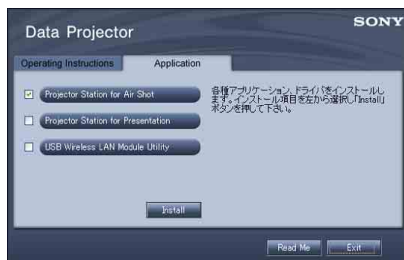 SONY
Data Projector
Operating Instructions
Application
Projector Station for Air Shot
Projector Station for Presentation
USB Wireless LAN Module Utility
各種アプリケーション、ドライバをインストールし
ます。インストール項目を左から選択し「Install」
ボタンを押して下さい。
Install
Read Me
Exit